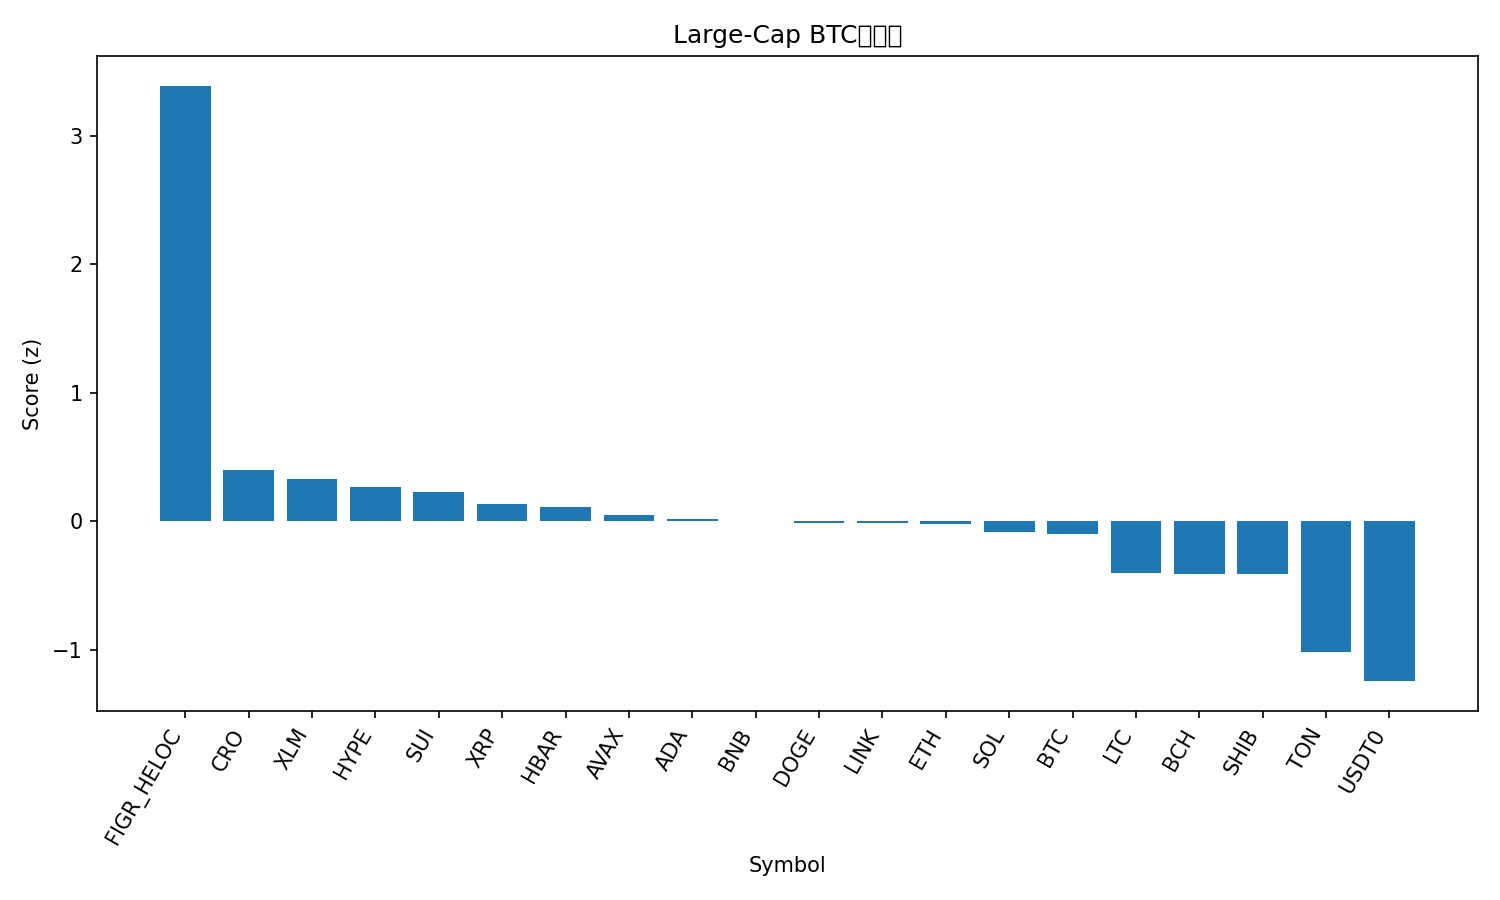 Large-Cap BTC
3
2
1
0
−1
Score (z)
FIGR_HELOC
CRO
XLM
HYPE
SUI
XRP
HBAR
AVAX
ADA
BNB
DOGE
LINK
ETH
SOL
BTC
LTC
BCH
SHIB
TON
USDT0
Symbol